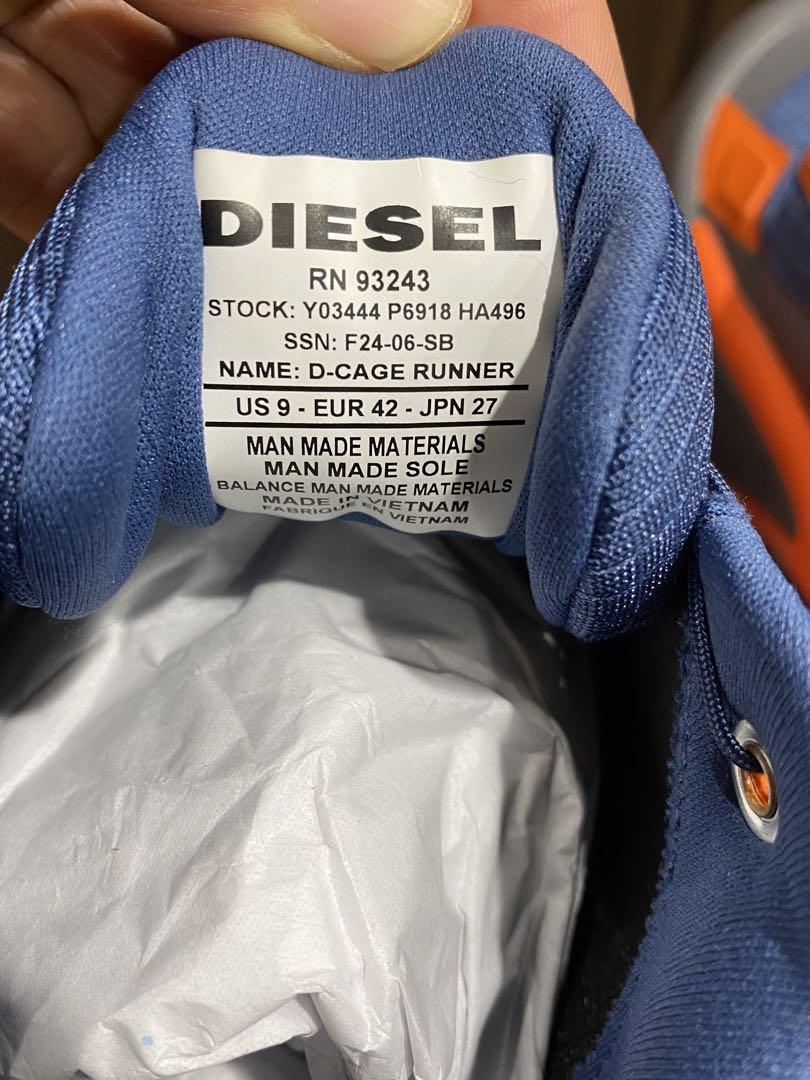 DIESEL
RN 93243
STOCK: Y03444 P6918 HA496
SSN: F24-06-SB
NAME: D-CAGE RUNNER
US 9 - EUR 42 - JPN 27
MAN MADE MATERIALS
MAN MADE SOLE
BALANCE MAN MADE MATERIALS
MADE IN VIETNAM
FABRIQUE EN VIETNAM